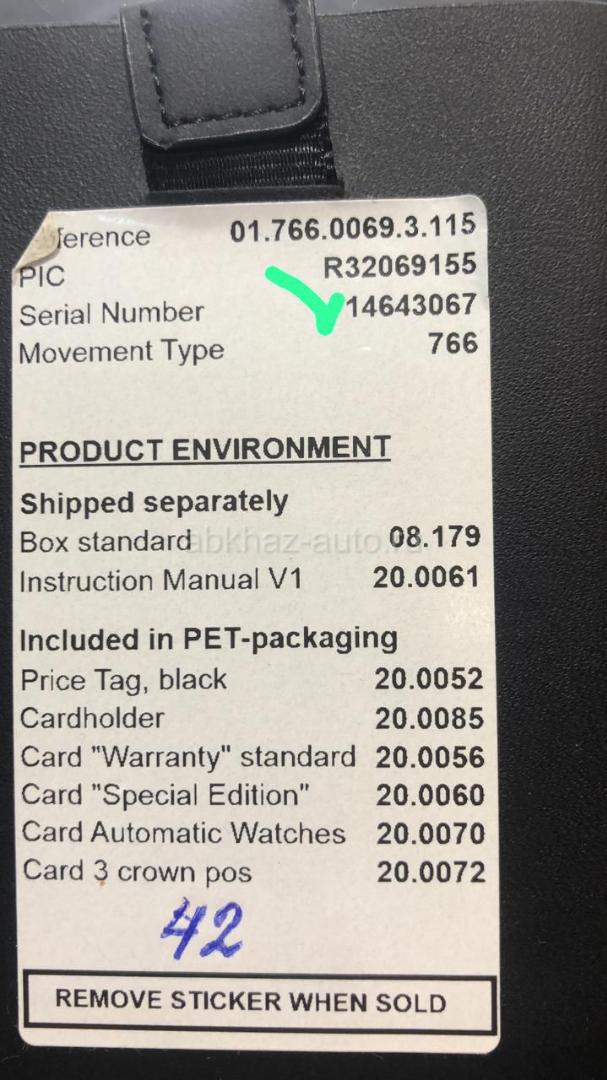 ference 01.766.0069.3.115
PIC R32069155
Serial Number 14643067
Movement Type 766
PRODUCT ENVIRONMENT
Shipped separately
Box standard 08.179
abkhaz-auto.ru
Instruction Manual V1 20.0061
Included in PET-packaging
Price Tag, black 20.0052
Cardholder 20.0085
Card "Warranty" standard 20.0056
Card "Special Edition" 20.0060
Card Automatic Watches 20.0070
Card 3 crown pos 20.0072
42
REMOVE STICKER WHEN SOLD